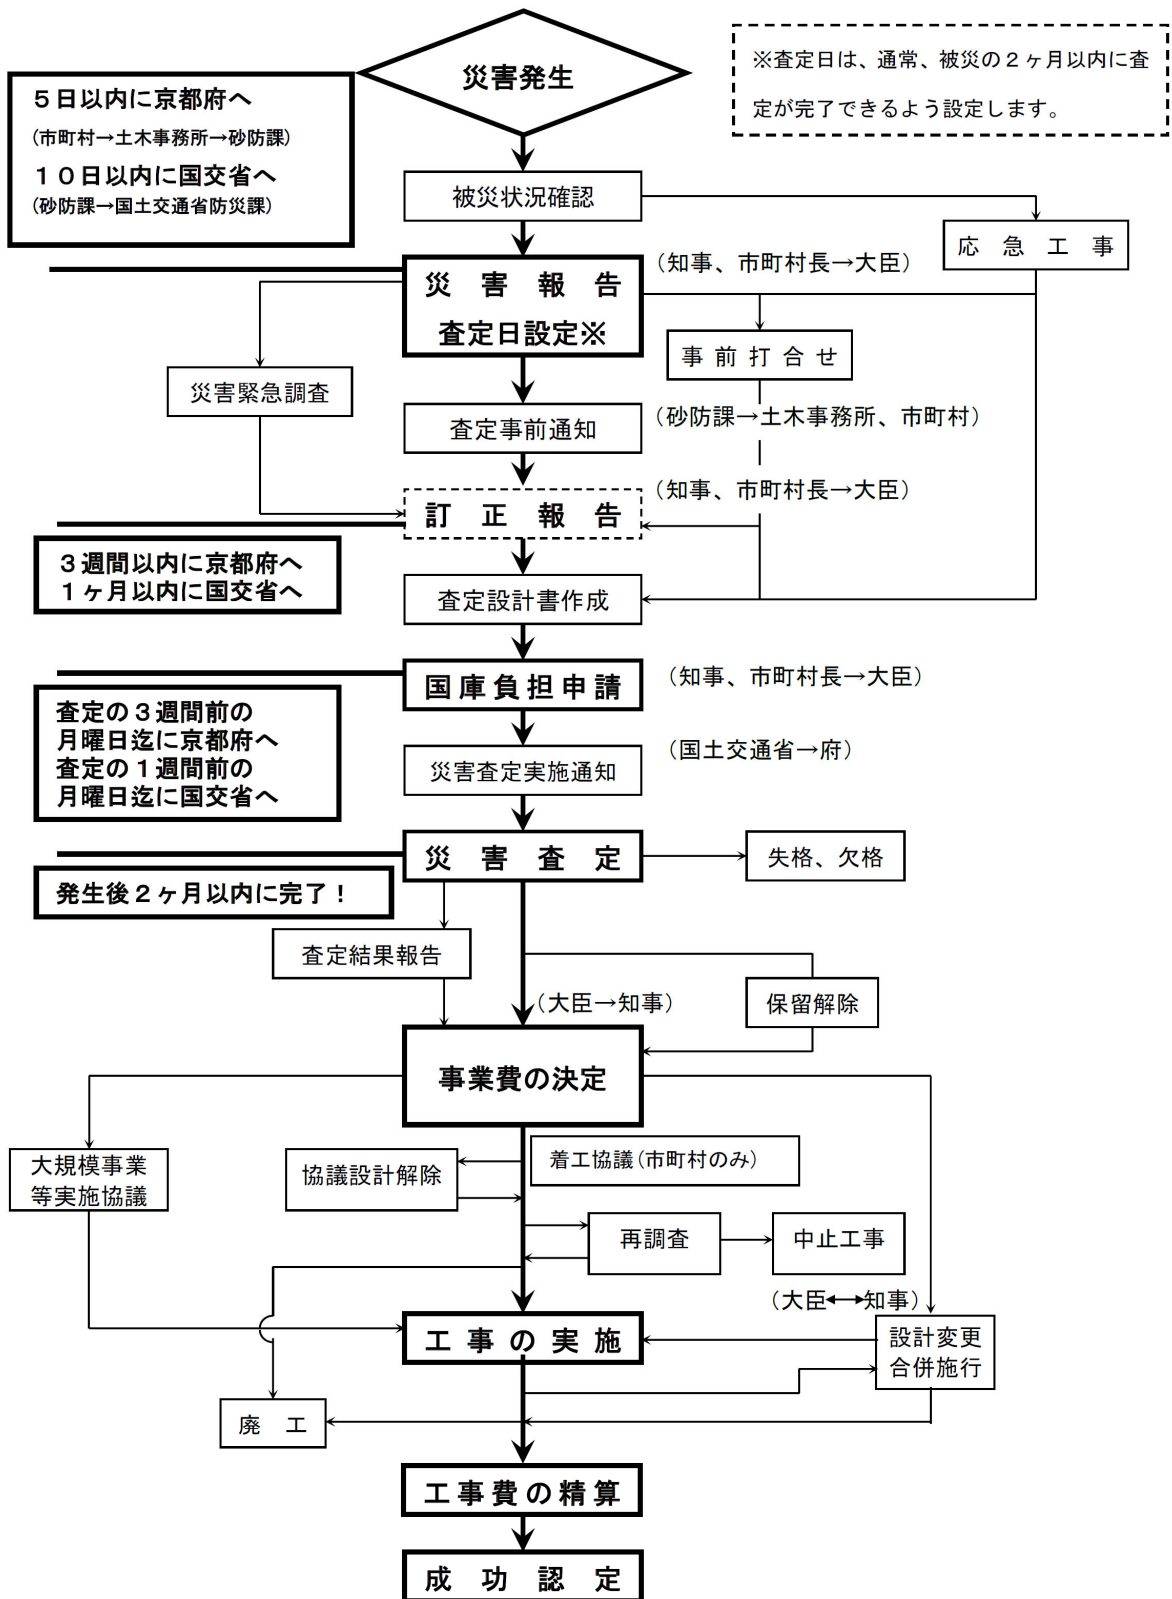 災害発生
※査定日は、通常、被災の２ヶ月以内に査
定が完了できるよう設定します。
５日以内に京都府へ
(市町村→土木事務所→砂防課)
１０日以内に国交省へ
(砂防課→国土交通省防災課)
被災状況確認
応急工事
災害報告
査定日設定※
（知事、市町村長→大臣）
事前打合せ
災害緊急調査
査定事前通知
（砂防課→土木事務所、市町村）
訂正報告
（知事、市町村長→大臣）
３週間以内に京都府へ
１ヶ月以内に国交省へ
査定設計書作成
国庫負担申請
（知事、市町村長→大臣）
査定の３週間前の
月曜日迄に京都府へ
査定の１週間前の
月曜日迄に国交省へ
災害査定実施通知
（国土交通省→府）
災害査定
失格、欠格
発生後２ヶ月以内に完了！
査定結果報告
（大臣→知事）
保留解除
事業費の決定
大規模事業
等実施協議
協議設計解除
着工協議(市町村のみ)
再調査
中止工事
（大臣↔知事）
工事の実施
設計変更
合併施行
廃工
工事費の精算
成功認定